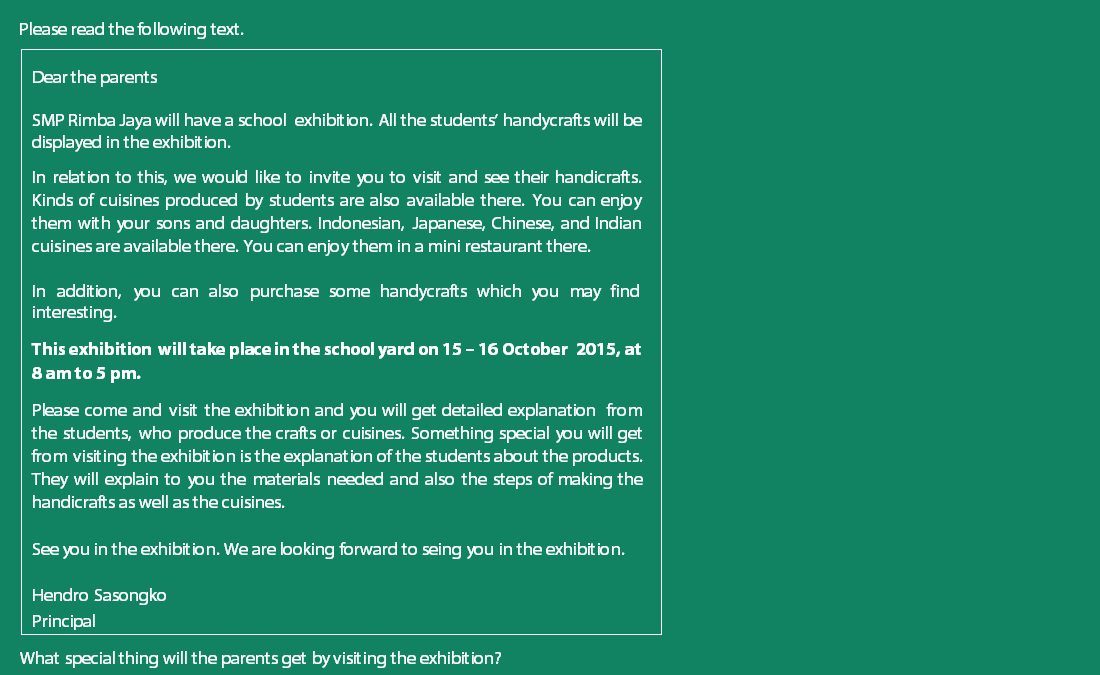 Please read the following text.
Dear the parents
SMP Rimba Jaya will have a school exhibition. All the students' handycrafts will be
displayed in the exhibition.
In relation to this, we would like to invite you to visit and see their handicrafts.
Kinds of cuisines produced by students are also available there. You can enjoy
them with your sons and daughters. Indonesian, Japanese, Chinese, and Indian
cuisines are available there. You can enjoy them in a mini restaurant there.
In addition, you can also purchase some handycrafts which you may find
interesting.
This exhibition will take place in the school yard on 15 – 16 October 2015, at
8 am to 5 pm.
Please come and visit the exhibition and you will get detailed explanation from
the students, who produce the crafts or cuisines. Something special you will get
from visiting the exhibition is the explanation of the students about the products.
They will explain to you the materials needed and also the steps of making the
handicrafts as well as the cuisines.
See you in the exhibition. We are looking forward to seing you in the exhibition.
Hendro Sasongko
Principal
What special thing will the parents get by visiting the exhibition?